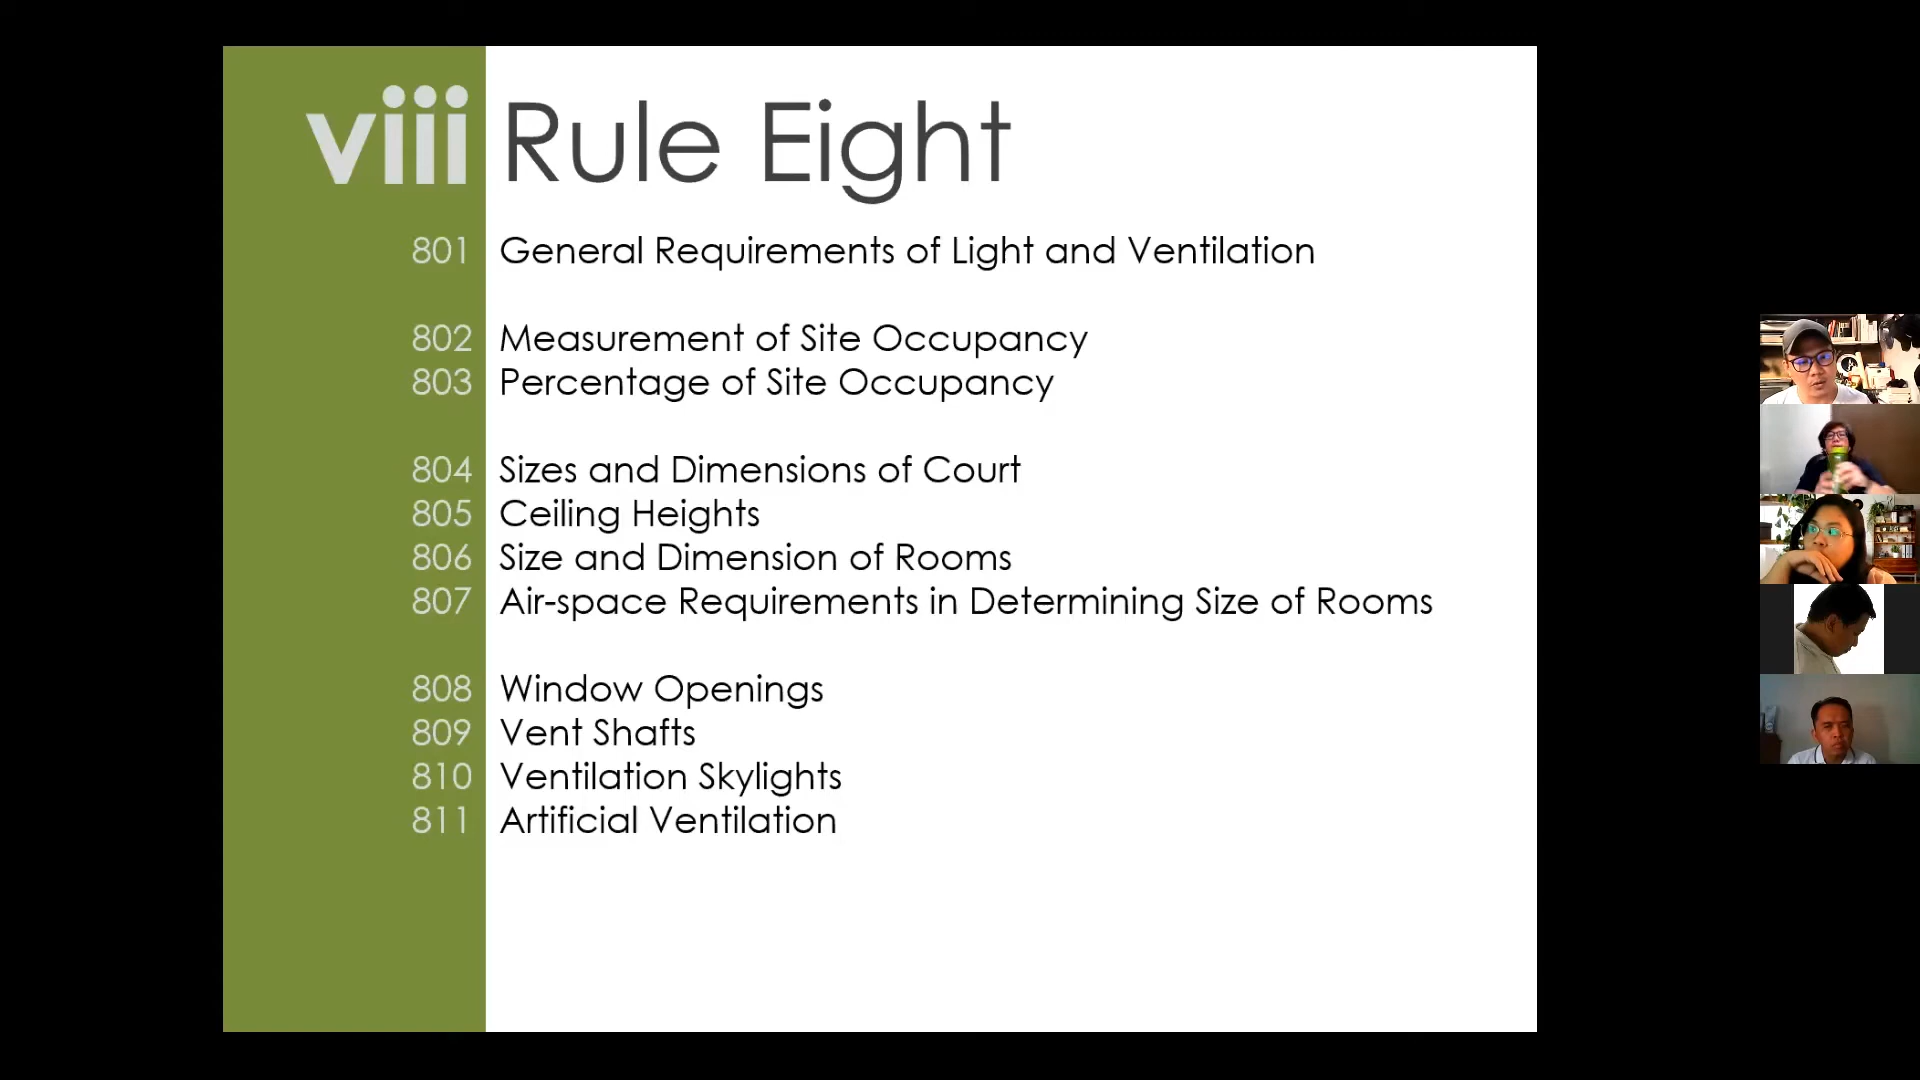 viii Rule Eight
801 General Requirements of Light and Ventilation
802 Measurement of Site Occupancy
803 Percentage of Site Occupancy
804 Sizes and Dimensions of Court
805 Ceiling Heights
806 Size and Dimension of Rooms
807 Air-space Requirements in Determining Size of Rooms
808 Window Openings
809 Vent Shafts
810 Ventilation Skylights
811 Artificial Ventilation